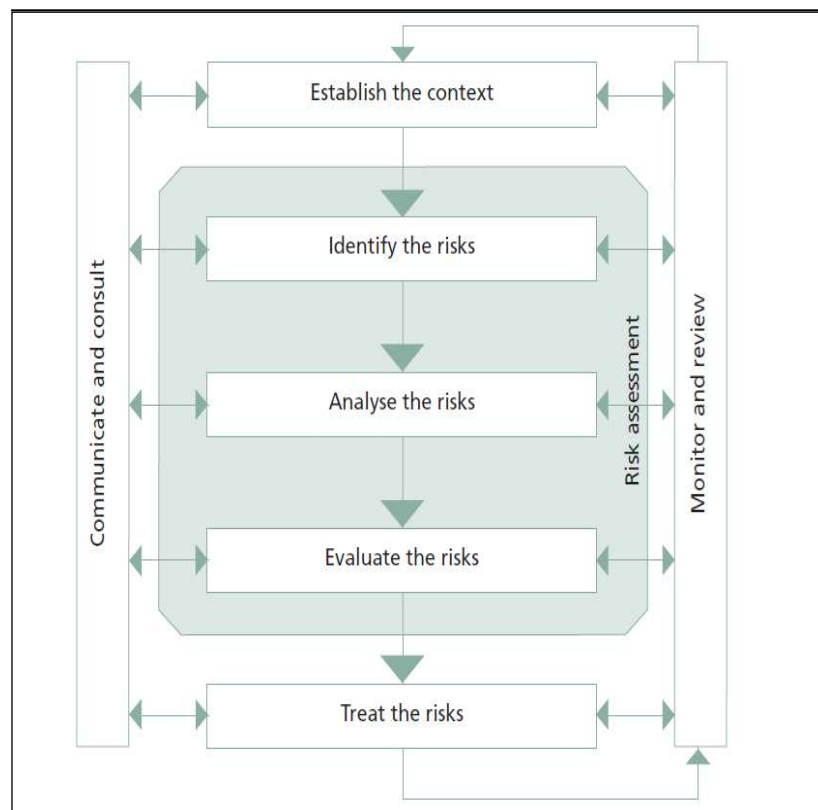 Establish the context
Identify the risks
Analyse the risks
Evaluate the risks
Treat the risks
Communicate and consult
Risk assessment
Monitor and review